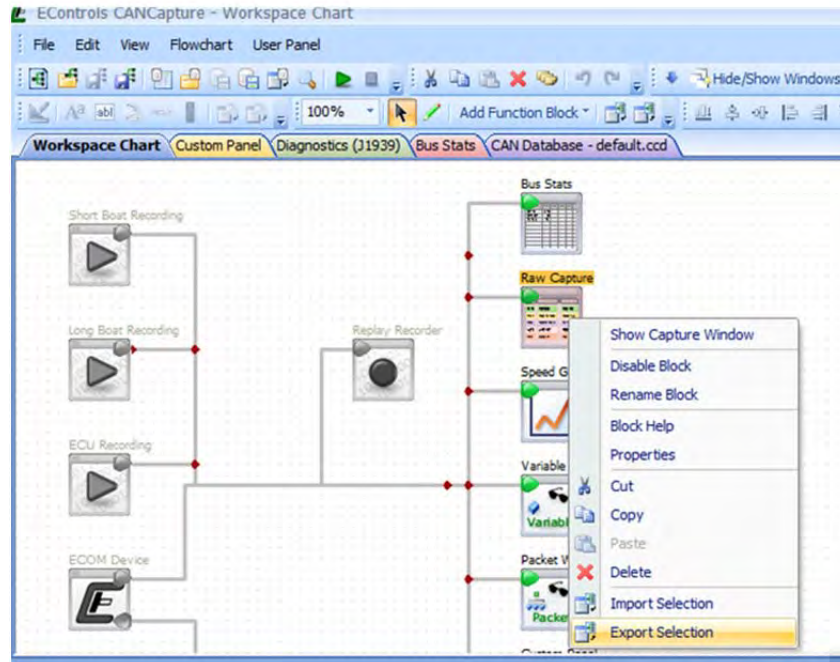 EControls CANCapture - Workspace Chart
File Edit View Flowchart User Panel
Hide/Show Windows
100% Add Function Block
Workspace Chart Custom Panel Diagnostics (J1939) Bus Stats CAN Database - default.ccd
Short Boat Recording
Long Boat Recording
ECU Recording
ECOM Device
Replay Recorder
Bus Stats
Raw Capture
Speed G
Variable
Variabl
Packet W
Packe
Show Capture Window
Disable Block
Rename Block
Block Help
Properties
Cut
Copy
Paste
Delete
Import Selection
Export Selection